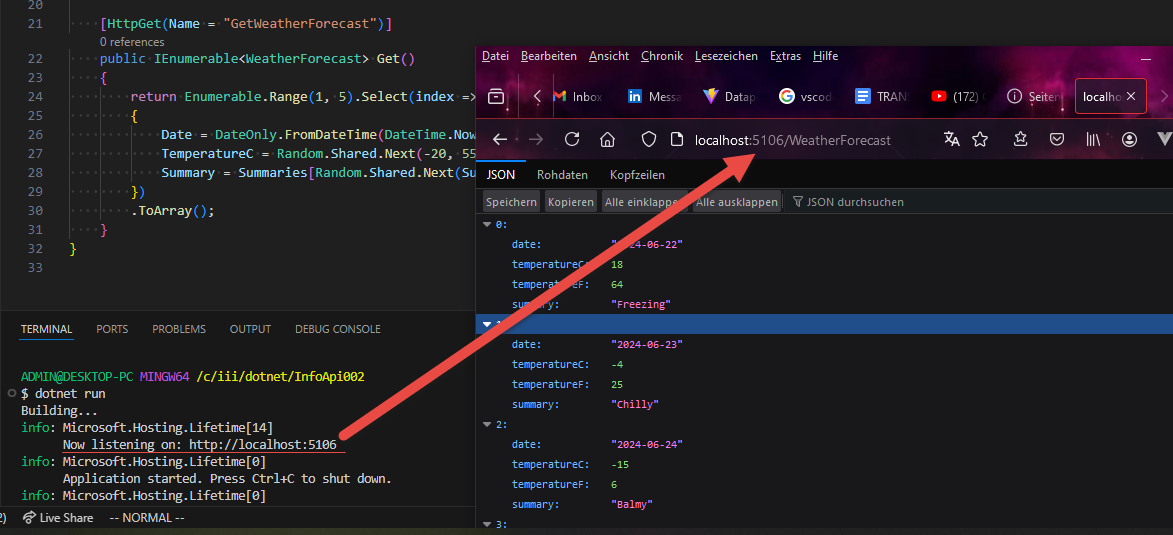 20
21 [HttpGet(Name = "GetWeatherForecast")]
0 references
22 public IEnumerable<WeatherForecast> Get()
23 {
24 return Enumerable.Range(1, 5).Select(index =>
25 {
26 Date = DateOnly.FromDateTime(DateTime.Now
27 TemperatureC = Random.Shared.Next(-20, 55
28 Summary = Summaries[Random.Shared.Next(Su
29 })
30 .ToArray();
31 }
32 }
33
TERMINAL PORTS PROBLEMS OUTPUT DEBUG CONSOLE
ADMIN@DESKTOP-PC MINGW64 /c/iii/dotnet/InfoApi002
$ dotnet run
Building...
info: Microsoft.Hosting.Lifetime[14]
Now listening on: http://localhost:5106
info: Microsoft.Hosting.Lifetime[0]
Application started. Press Ctrl+C to shut down.
info: Microsoft.Hosting.Lifetime[0]
Live Share -- NORMAL --
Datei Bearbeiten Ansicht Chronik Lesezeichen Extras Hilfe
Inbox Messa Datap vscod TRAN (172) Seiten localho
localhost:5106/WeatherForecast
JSON Rohdaten Kopfzeilen
Speichern Kopieren Alle einklappen Alle ausklappen JSON durchsuchen
0:
date: "2024-06-22"
temperatureC: 18
temperatureF: 64
summary: "Freezing"
1:
date: "2024-06-23"
temperatureC: -4
temperatureF: 25
summary: "Chilly"
2:
date: "2024-06-24"
temperatureC: -15
temperatureF: 6
summary: "Balmy"
3: